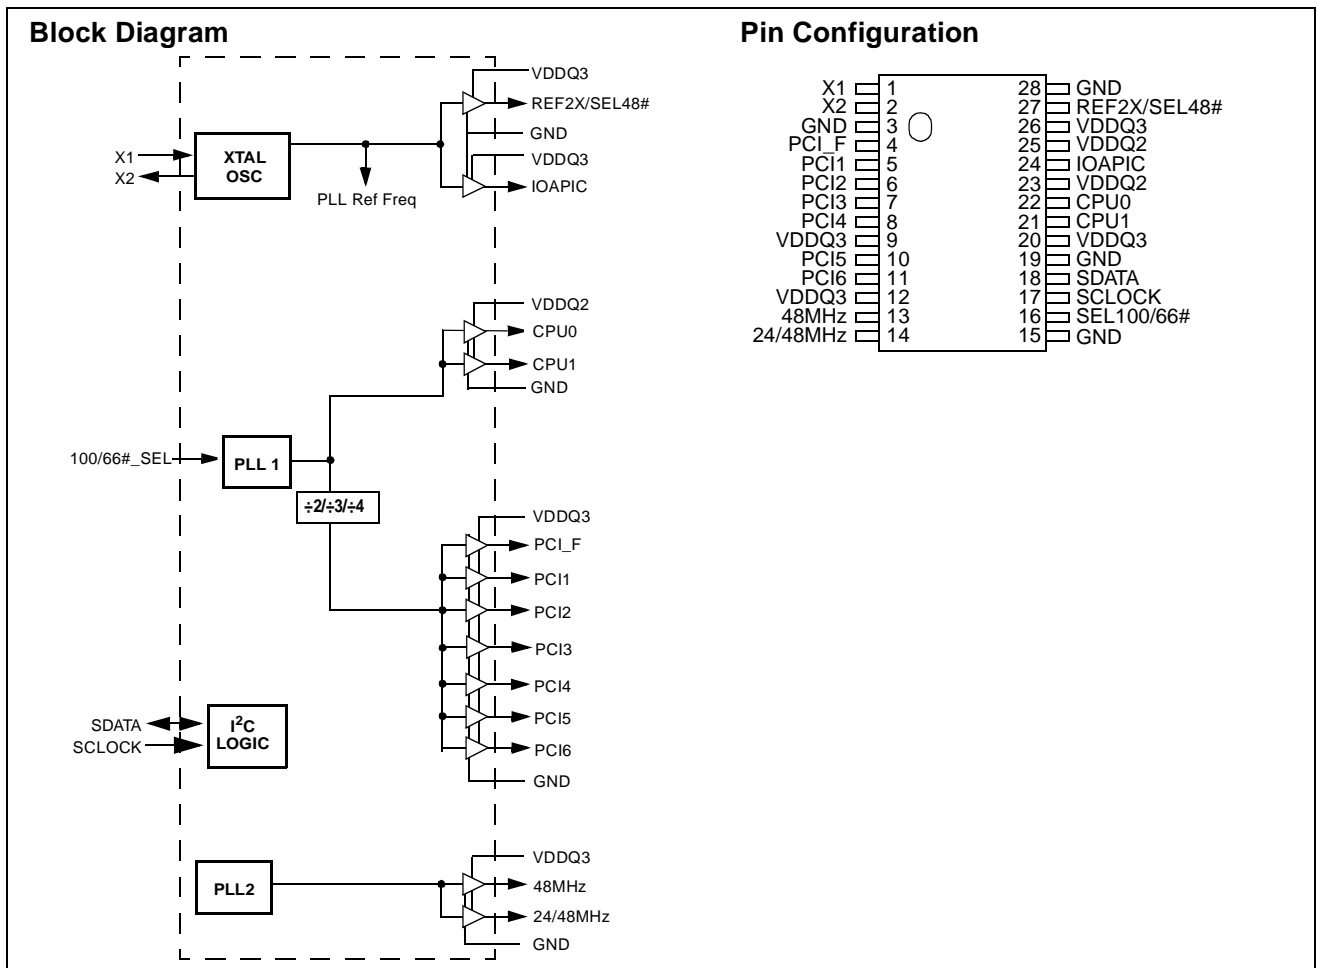 Block Diagram
VDDQ3
REF2X/SEL48#
GND
VDDQ3
X1
X2
XTAL
OSC
PLL Ref Freq
IOAPIC
VDDQ2
CPU0
CPU1
GND
100/66#_SEL
PLL 1
÷2/÷3/÷4
VDDQ3
PCI_F
PCI1
PCI2
PCI3
PCI4
PCI5
PCI6
GND
SDATA
SCLOCK
I²C
LOGIC
VDDQ3
PLL2
48MHz
24/48MHz
GND
Pin Configuration
X1 1 28 GND
X2 2 27 REF2X/SEL48#
GND 3 26 VDDQ3
PCI_F 4 25 VDDQ2
PCI1 5 24 IOAPIC
PCI2 6 23 VDDQ2
PCI3 7 22 CPU0
PCI4 8 21 CPU1
VDDQ3 9 20 VDDQ3
PCI5 10 19 GND
PCI6 11 18 SDATA
VDDQ3 12 17 SCLOCK
48MHz 13 16 SEL100/66#
24/48MHz 14 15 GND